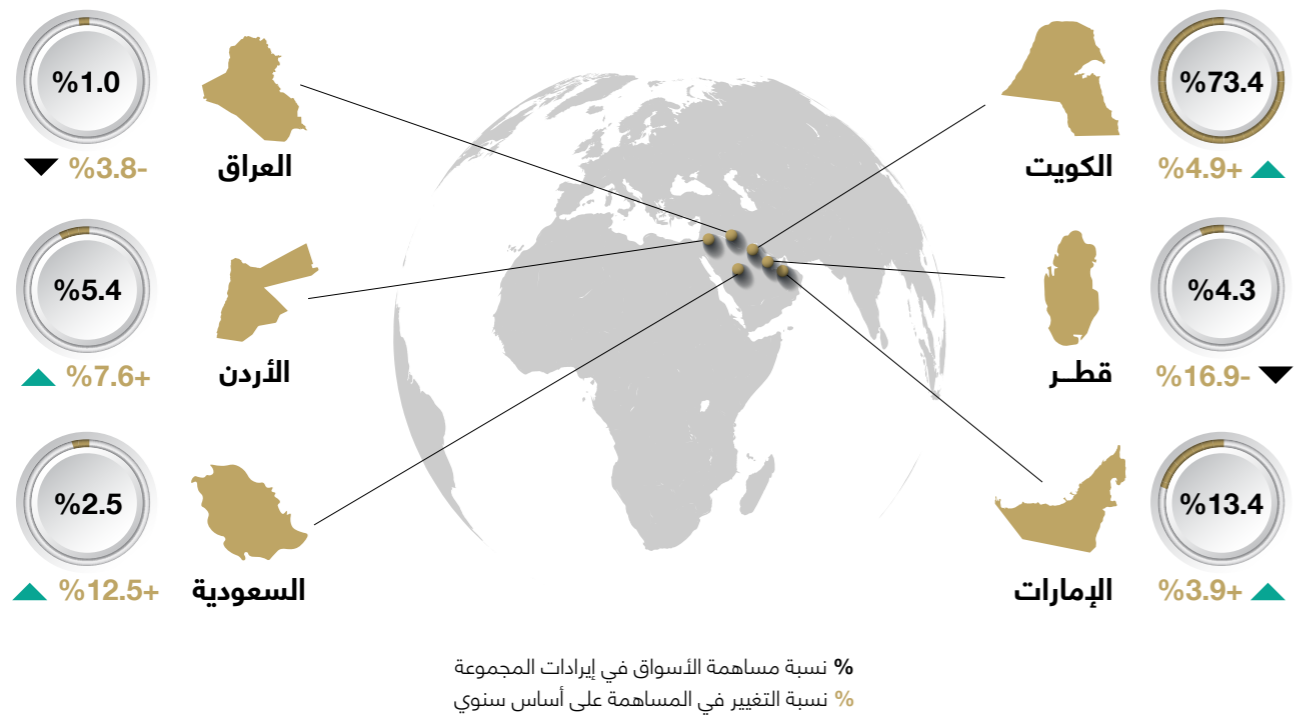 %73.4
%4.9+
الكويت
%1.0
%3.8-
العراق
%4.3
%16.9-
قطــر
%5.4
%7.6+
الأردن
%13.4
%3.9+
الإمارات
%2.5
%12.5+
السعودية
% نسبة مساهمة الأسواق في إيرادات المجموعة
% نسبة التغيير في المساهمة على أساس سنوي